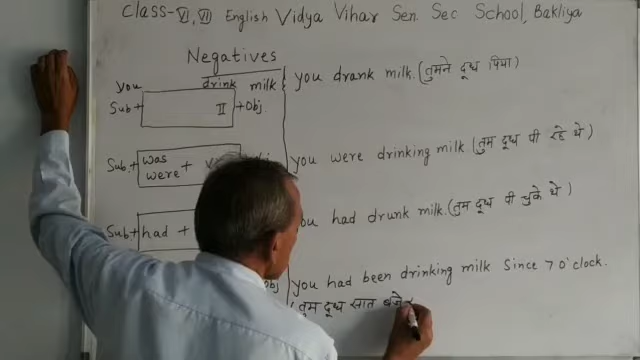 Class-VI, VII English Vidya Vihar Sen. Sec School, Bakliya
Negatives
you drink milk
Sub+ II +Obj.
you drank milk. (तुमने दूध पिया)
Sub.+ was were +
you were drinking milk (तुम दूध पी रहे थे)
Sub+ had +
you had drunk milk. (तुम दूध पी चुके थे)
Obj
you had been drinking milk Since 7 o'clock.
(तुम दूध सात बजे